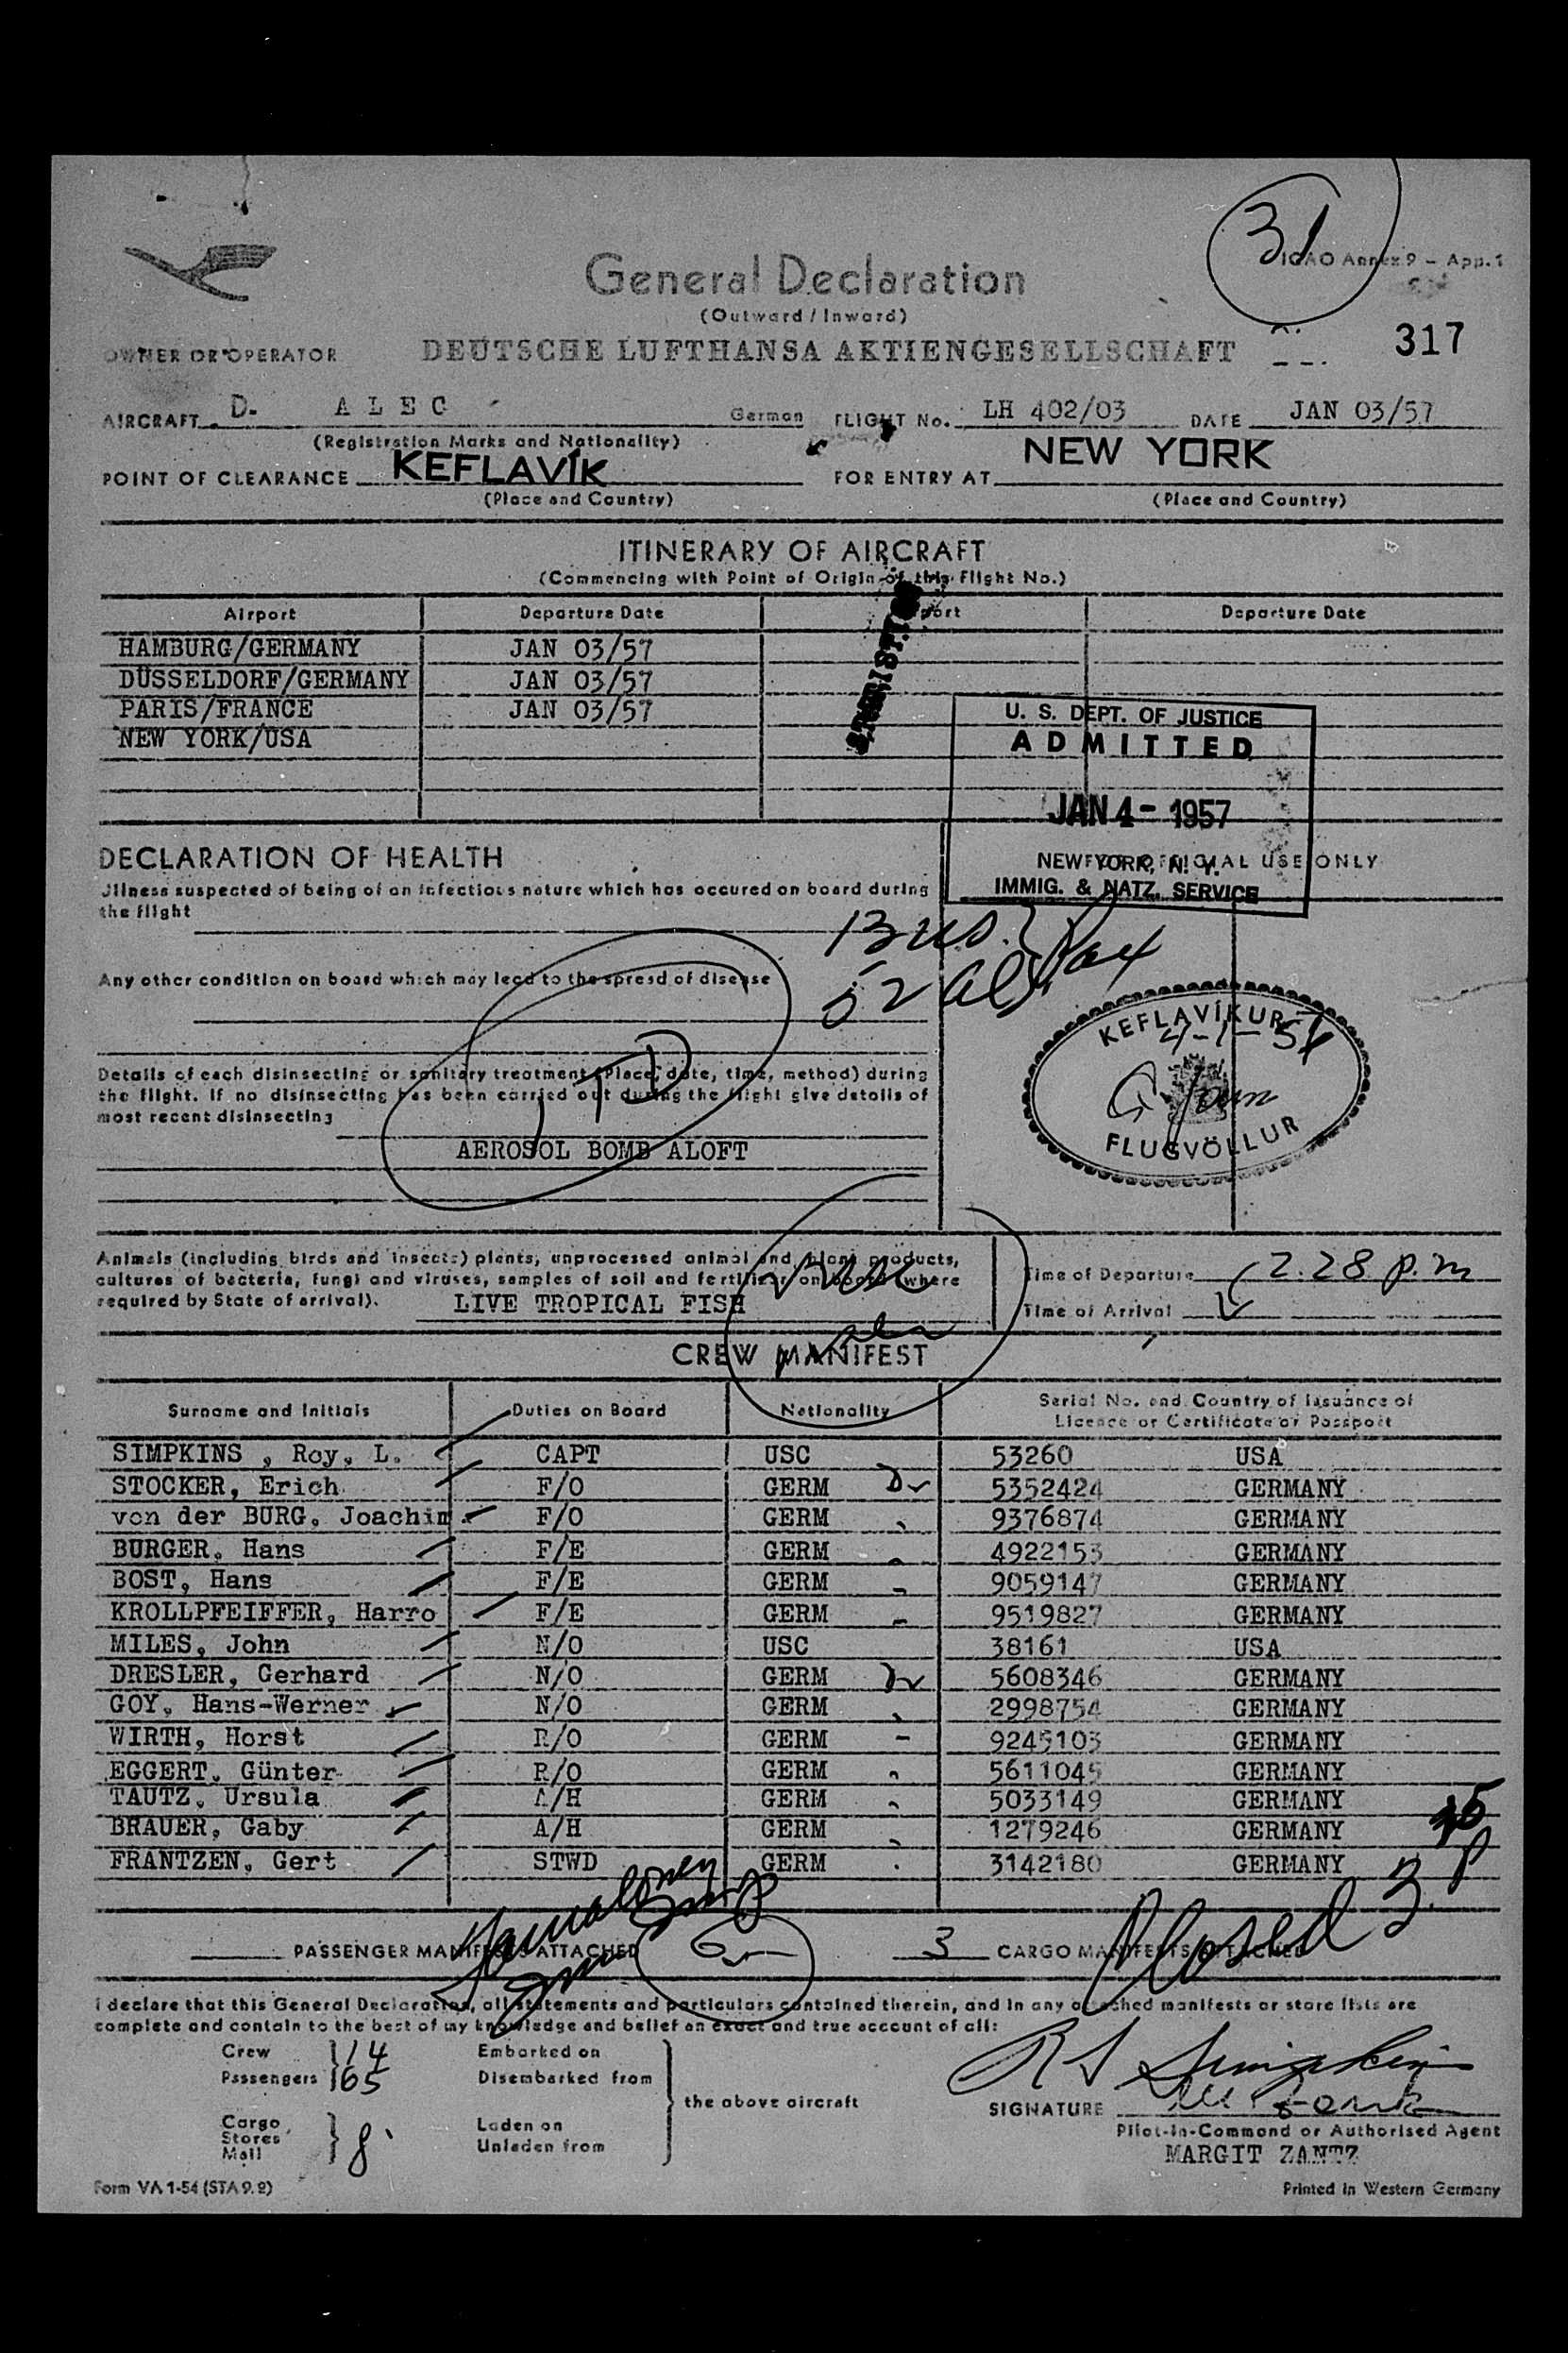 31
ICAO Annex 9 – App. 1
General Declaration
(Outward / Inward)
OWNER OR OPERATOR DEUTSCHE LUFTHANSA AKTIENGESELLSCHAFT 317
AIRCRAFT D- ALEC German FLIGHT No. LH 402/03 DATE JAN 03/57
(Registration Marks and Nationality)
POINT OF CLEARANCE KEFLAVÍK FOR ENTRY AT NEW YORK
(Place and Country) (Place and Country)
ITINERARY OF AIRCRAFT
(Commencing with Point of Origin of this Flight No.)
Airport Departure Date Departure Date
HAMBURG/GERMANY JAN 03/57
DÜSSELDORF/GERMANY JAN 03/57
PARIS/FRANCE JAN 03/57
NEW YORK/USA
U. S. DEPT. OF JUSTICE
ADMITTED
JAN 4- 1957
NEW YORK, N. Y.
IMMIG. & NATZ. SERVICE
FOR OFFICIAL USE ONLY
DECLARATION OF HEALTH
Illness suspected of being of an infectious nature which has occured on board during
the flight
13 us.
52 al. Pax
Any other condition on board which may lead to the spread of disease
KEFLAVÍKUR
4-1-57
FLUGVÖLLUR
Details of each disinsecting or sanitary treatment (Place, date, time, method) during
the flight. If no disinsecting has been carried out during the flight give details of
most recent disinsecting
AEROSOL BOMB ALOFT
Animals (including birds and insects) plants, unprocessed animal and plant products,
cultures of bacteria, fungi and viruses, samples of soil and fertilizer on board (where
required by State of arrival). LIVE TROPICAL FISH
Time of Departure 2.28 p.m
Time of Arrival
CREW MANIFEST
Surname and Initials Duties on Board Nationality Serial No. and Country of Issuance of
Licence or Certificate or Passport
SIMPKINS , Roy, L. CAPT USC 53260 USA
STOCKER, Erich F/O GERM 5352424 GERMANY
von der BURG, Joachim F/O GERM 9376874 GERMANY
BURGER, Hans F/E GERM 4922153 GERMANY
BOST, Hans F/E GERM 9059147 GERMANY
KROLLPFEIFFER, Harro F/E GERM 9519827 GERMANY
MILES, John N/O USC 38161 USA
DRESLER, Gerhard N/O GERM 5608346 GERMANY
GOY, Hans-Werner N/O GERM 2998754 GERMANY
WIRTH, Horst R/O GERM 9245103 GERMANY
EGGERT, Günter R/O GERM 5611045 GERMANY
TAUTZ, Ursula A/H GERM 5033149 GERMANY
BRAUER, Gaby A/H GERM 1279246 GERMANY
FRANTZEN, Gert STWD GERM 3142180 GERMANY
PASSENGER MANIFESTS ATTACHED 3 CARGO MANIFESTS ATTACHED
Closed
I declare that this General Declaration, all statements and particulars contained therein, and in any attached manifests or store lists are
complete and contain to the best of my knowledge and belief an exact and true account of all:
Crew 14 Embarked on
Passengers 65 Disembarked from
the above aircraft
Cargo
Stores
Mail
Laden on
Unladen from
R L Simpkins
SIGNATURE
Pilot-in-Command or Authorised Agent
MARGIT ZANTZ
Form VA 1-54 (STA 9.2) Printed in Western Germany